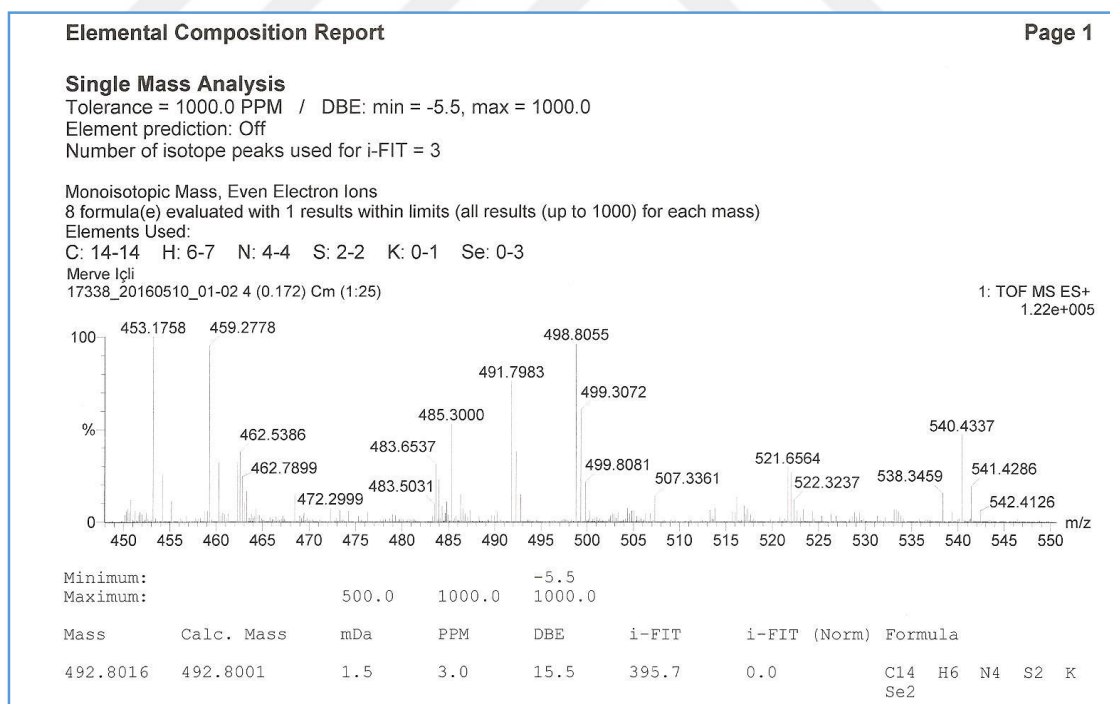 Elemental Composition Report Page 1
Single Mass Analysis
Tolerance = 1000.0 PPM / DBE: min = -5.5, max = 1000.0
Element prediction: Off
Number of isotope peaks used for i-FIT = 3
Monoisotopic Mass, Even Electron Ions
8 formula(e) evaluated with 1 results within limits (all results (up to 1000) for each mass)
Elements Used:
C: 14-14 H: 6-7 N: 4-4 S: 2-2 K: 0-1 Se: 0-3
Merve Içli
17338_20160510_01-02 4 (0.172) Cm (1:25) 1: TOF MS ES+
1.22e+005
100 453.1758 459.2778 498.8055
491.7983
499.3072
485.3000
% 462.5386 483.6537 540.4337
462.7899 499.8081 521.6564 538.3459 541.4286
472.2999 483.5031 507.3361 522.3237 542.4126
0 m/z
450 455 460 465 470 475 480 485 490 495 500 505 510 515 520 525 530 535 540 545 550
Minimum: -5.5
Maximum: 500.0 1000.0 1000.0
Mass Calc. Mass mDa PPM DBE i-FIT i-FIT (Norm) Formula
492.8016 492.8001 1.5 3.0 15.5 395.7 0.0 C14 H6 N4 S2 K
Se2